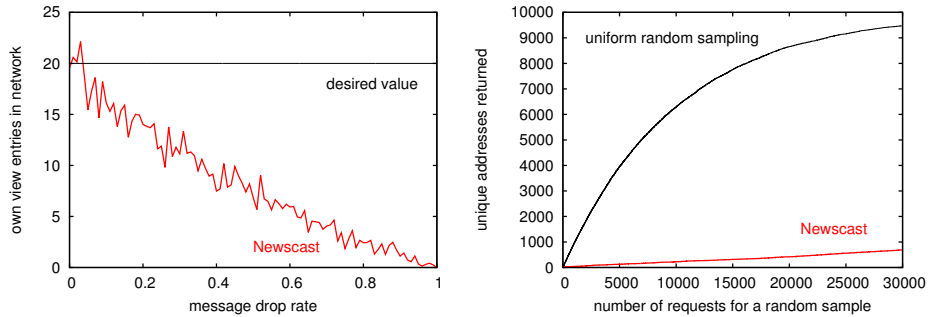 own view entries in network
25
20
15
10
5
0
desired value
Newscast
0 0.2 0.4 0.6 0.8 1
message drop rate
unique addresses returned
10000
9000
8000
7000
6000
5000
4000
3000
2000
1000
0
uniform random sampling
Newscast
0 5000 10000 15000 20000 25000 30000
number of requests for a random sample